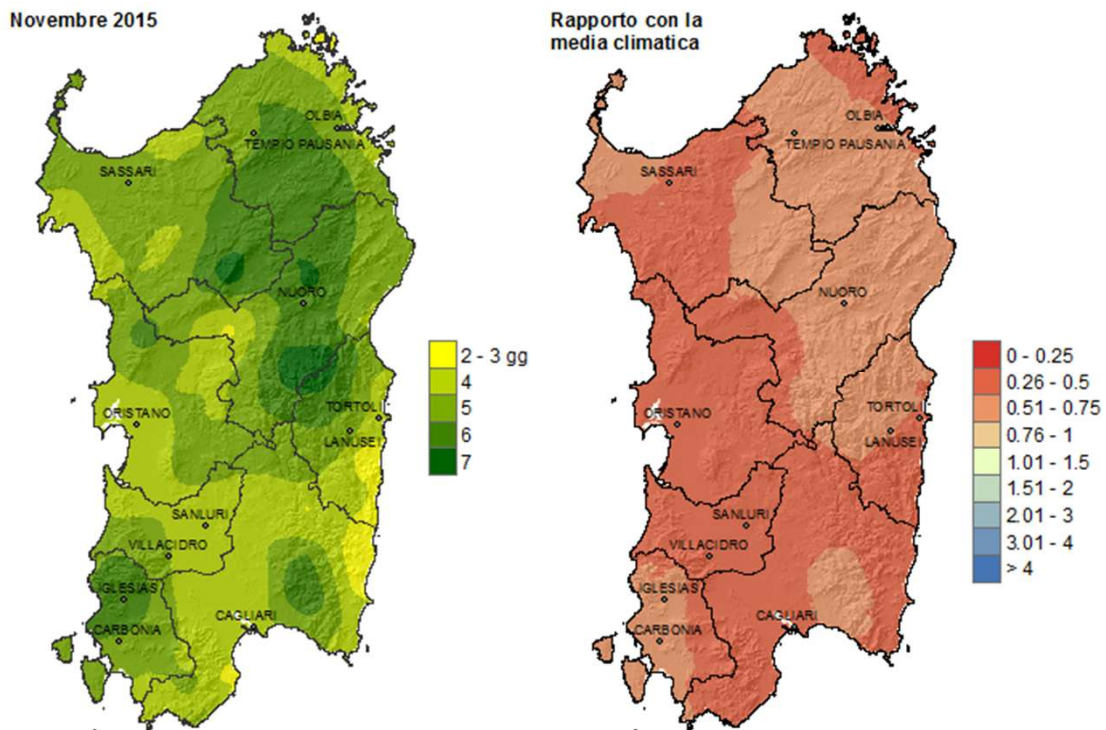 Novembre 2015
OLBIA
TEMPIO PAUSANIA
SASSARI
NUORO
ORISTANO
TORTOLI
LANUSEI
SANLURI
VILLACIDRO
IGLESIAS
CARBONIA
CAGLIARI
2 - 3 gg
4
5
6
7
Rapporto con la
media climatica
OLBIA
TEMPIO PAUSANIA
SASSARI
NUORO
ORISTANO
TORTOLI
LANUSEI
SANLURI
VILLACIDRO
IGLESIAS
CARBONIA
CAGLIARI
0 - 0.25
0.26 - 0.5
0.51 - 0.75
0.76 - 1
1.01 - 1.5
1.51 - 2
2.01 - 3
3.01 - 4
> 4